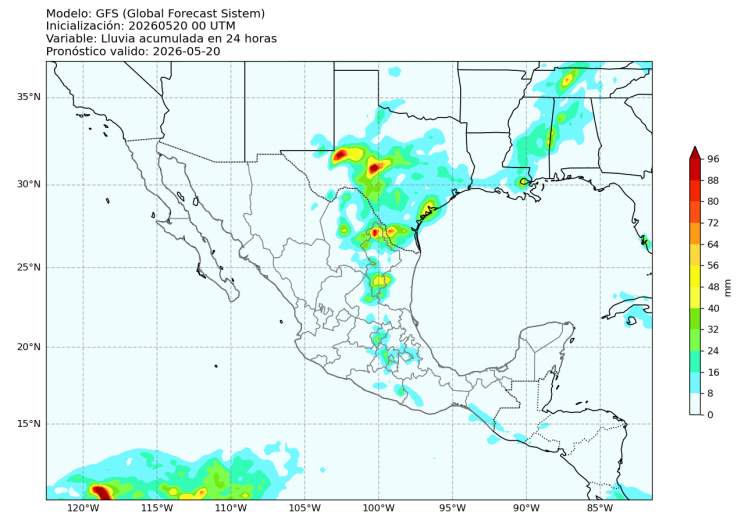 Modelo: GFS (Global Forecast Sistem)
Inicialización: 20260520 00 UTM
Variable: Lluvia acumulada en 24 horas
Pronóstico valido: 2026-05-20
35°N
30°N
25°N
20°N
15°N
120°W 115°W 110°W 105°W 100°W 95°W 90°W 85°W
96
88
80
72
64
56
48
40
32
24
16
8
0
mm